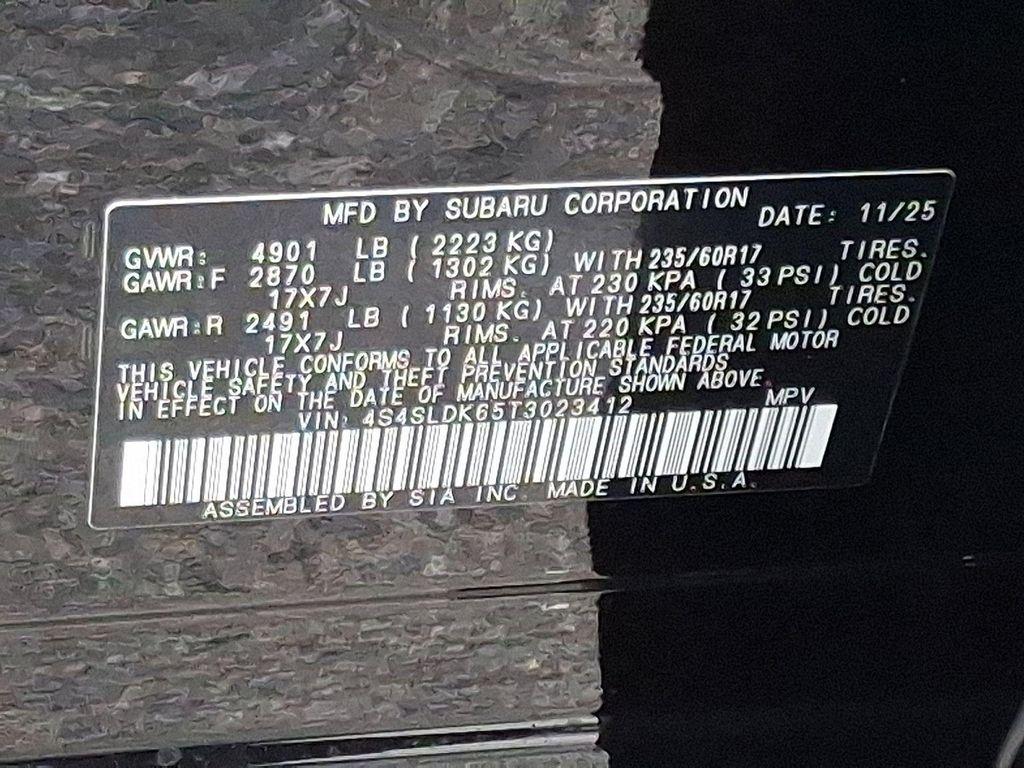 MFD BY SUBARU CORPORATION DATE: 11/25
GVWR: 4901 LB ( 2223 KG)
GAWR:F 2870 LB ( 1302 KG) WITH 235/60R17 TIRES.
17X7J RIMS. AT 230 KPA ( 33 PSI) COLD
GAWR:R 2491 LB ( 1130 KG) WITH 235/60R17 TIRES.
17X7J RIMS. AT 220 KPA ( 32 PSI) COLD
THIS VEHICLE CONFORMS TO ALL APPLICABLE FEDERAL MOTOR
VEHICLE SAFETY AND THEFT PREVENTION STANDARDS
IN EFFECT ON THE DATE OF MANUFACTURE SHOWN ABOVE.
VIN: 4S4SLDK65T3023412 MPV
ASSEMBLED BY SIA INC. MADE IN U.S.A.